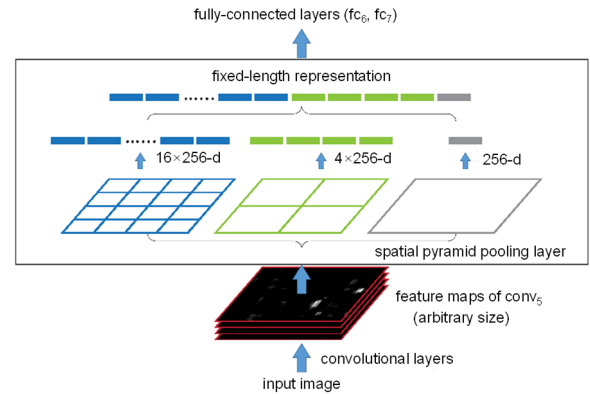 fully-connected layers (fc6, fc7)
fixed-length representation
......
......
16×256-d
4×256-d
256-d
spatial pyramid pooling layer
feature maps of conv5
(arbitrary size)
convolutional layers
input image